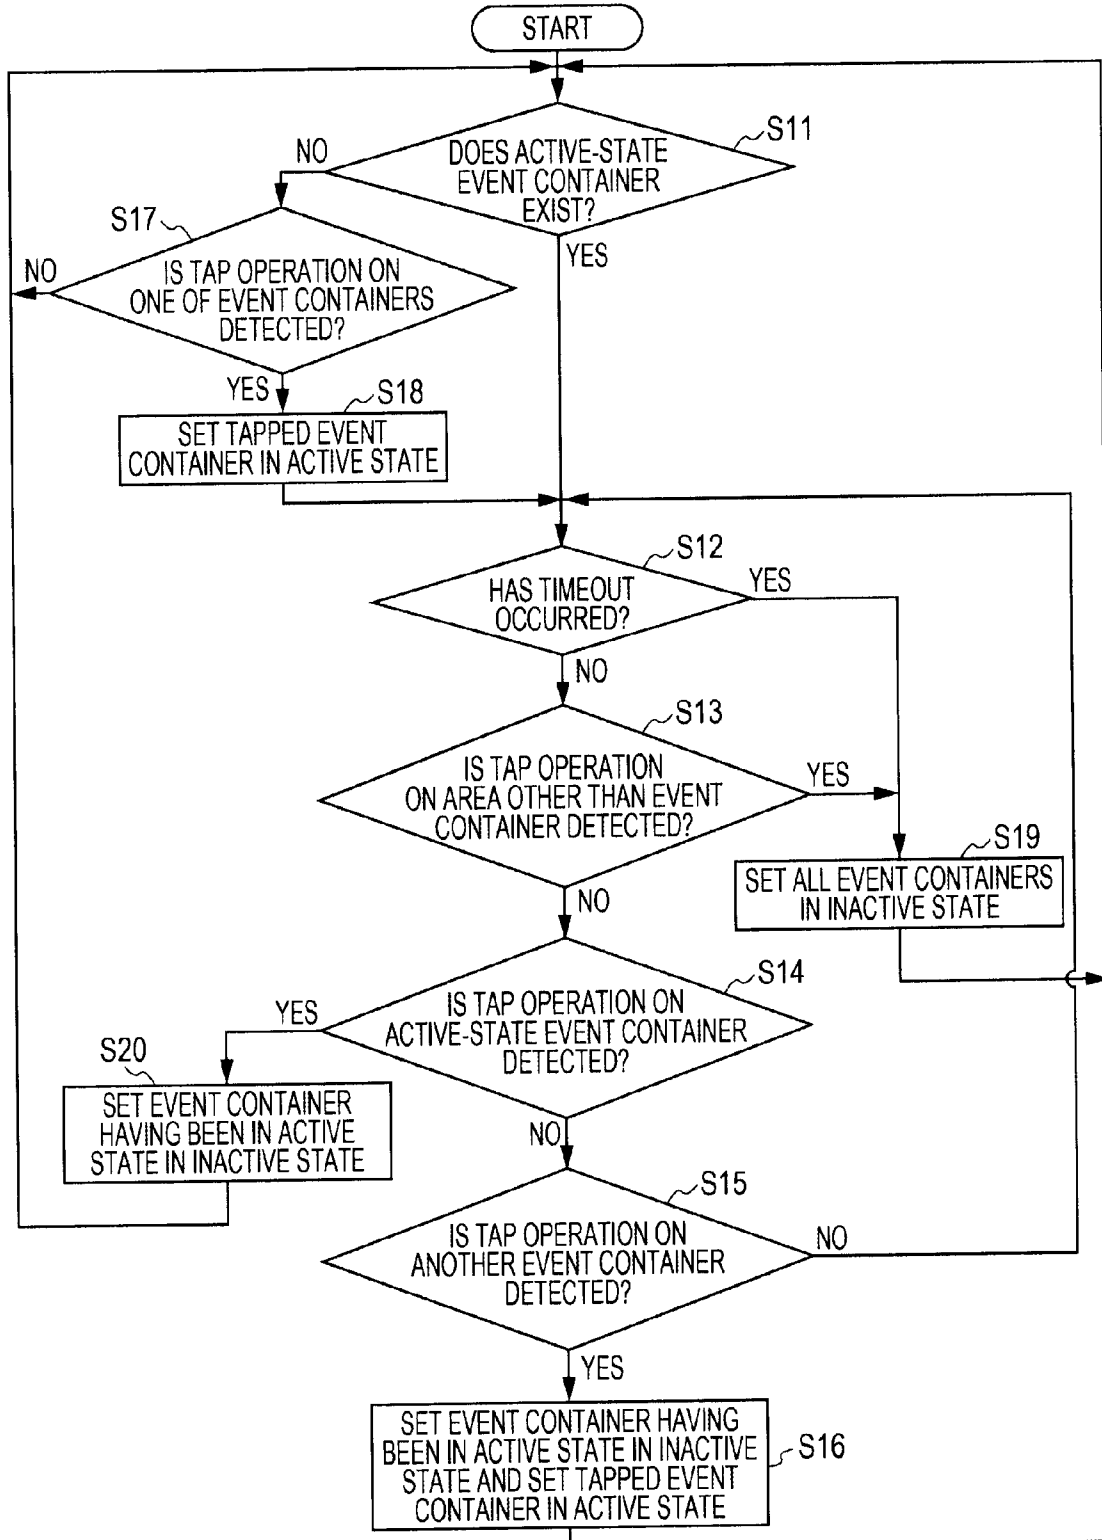 START
S11
DOES ACTIVE-STATE
EVENT CONTAINER
EXIST?
NO
YES
S17
IS TAP OPERATION ON
ONE OF EVENT CONTAINERS
DETECTED?
NO
YES
S18
SET TAPPED EVENT
CONTAINER IN ACTIVE STATE
S12
HAS TIMEOUT
OCCURRED?
YES
NO
S13
IS TAP OPERATION
ON AREA OTHER THAN EVENT
CONTAINER DETECTED?
YES
NO
S19
SET ALL EVENT CONTAINERS
IN INACTIVE STATE
S14
IS TAP OPERATION ON
ACTIVE-STATE EVENT CONTAINER
DETECTED?
YES
NO
S20
SET EVENT CONTAINER
HAVING BEEN IN ACTIVE
STATE IN INACTIVE STATE
S15
IS TAP OPERATION ON
ANOTHER EVENT CONTAINER
DETECTED?
NO
YES
S16
SET EVENT CONTAINER HAVING
BEEN IN ACTIVE STATE IN INACTIVE
STATE AND SET TAPPED EVENT
CONTAINER IN ACTIVE STATE